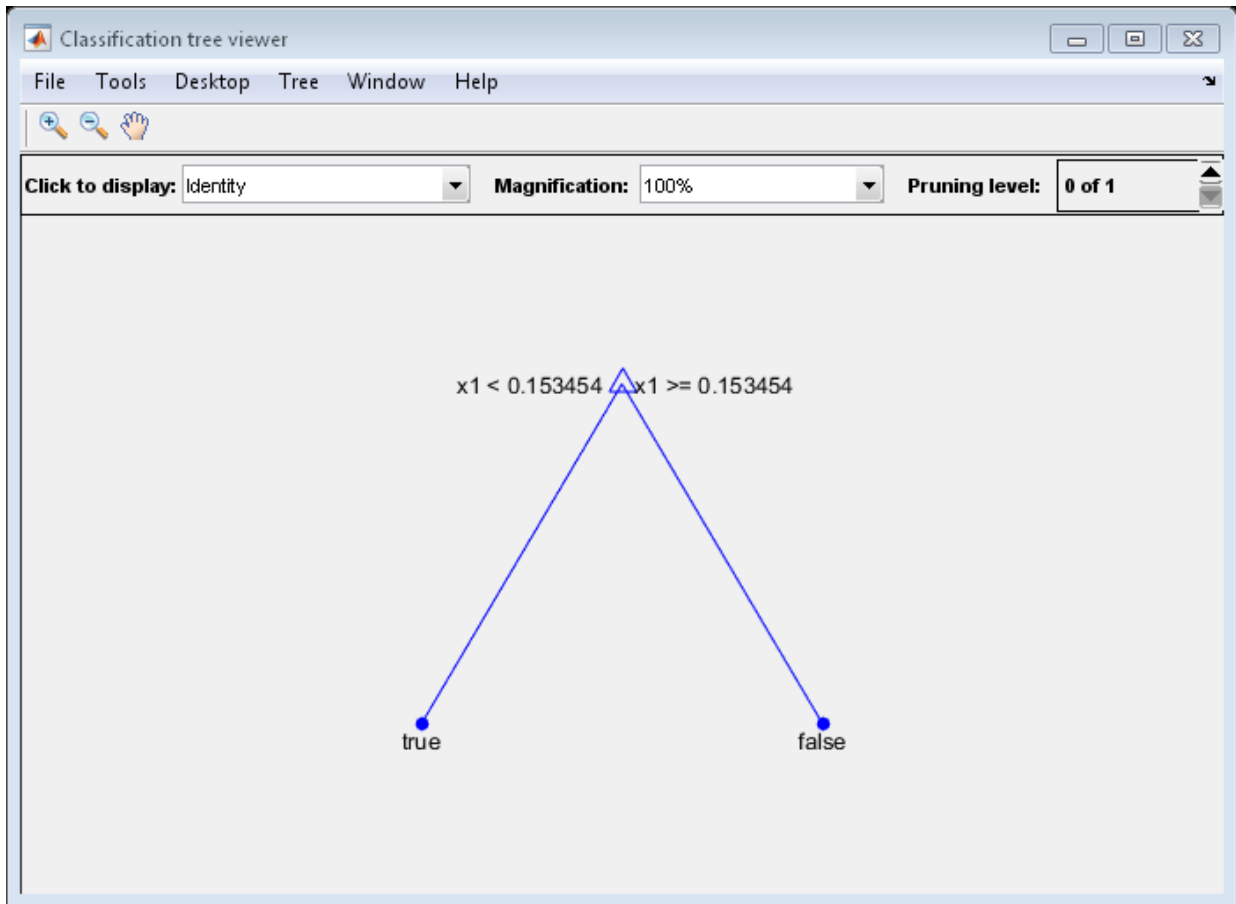 Classification tree viewer
File Tools Desktop Tree Window Help
Click to display: Identity Magnification: 100% Pruning level: 0 of 1
x1 < 0.153454 x1 >= 0.153454
true false